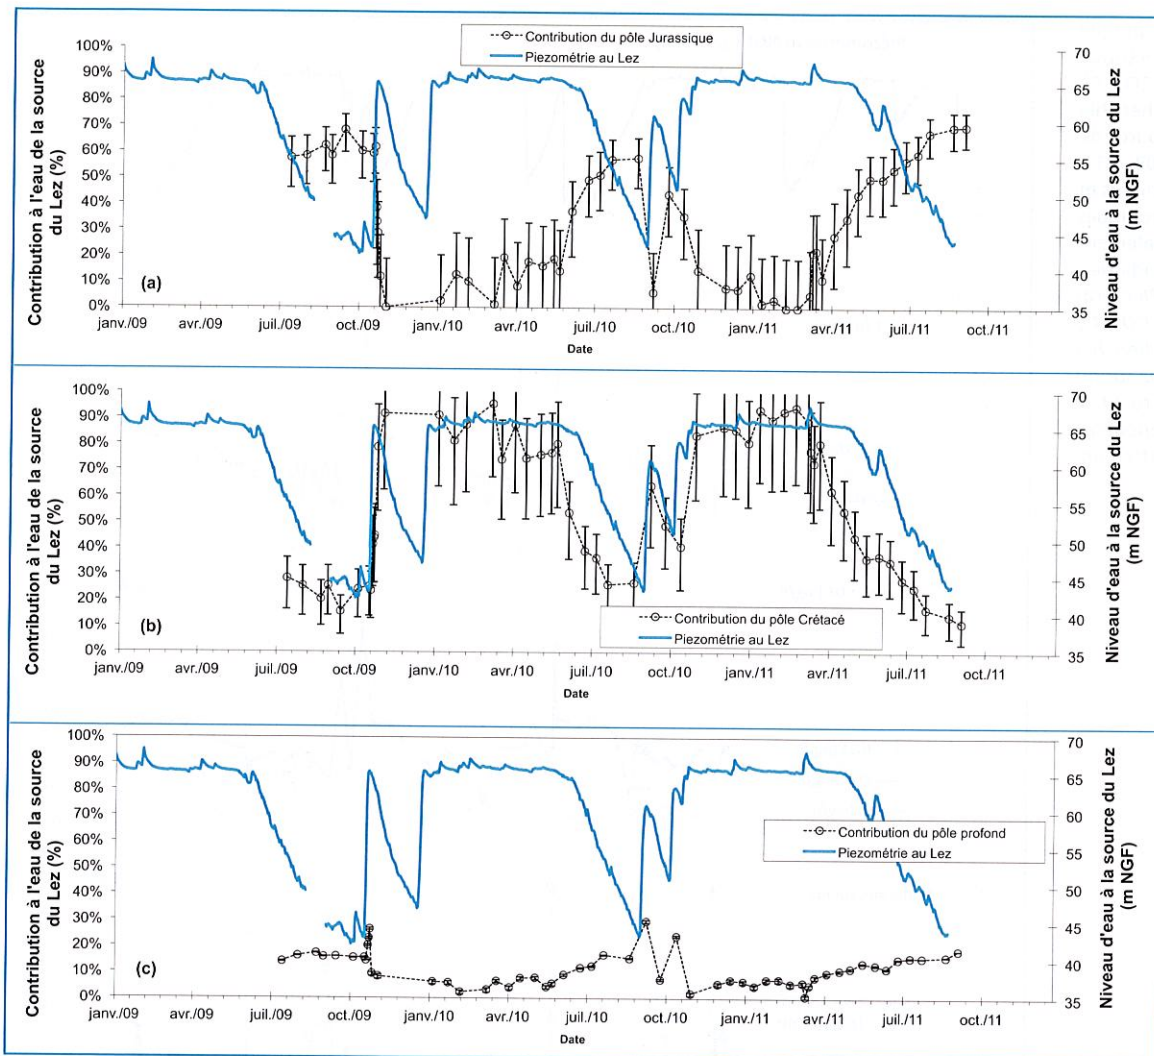 Contribution du pôle Jurassique
Piezométrie au Lez
Contribution à l'eau de la source
du Lez (%)
100%
90%
80%
70%
60%
50%
40%
30%
20%
10%
0%
(a)
70
65
60
55
50
45
40
35
Niveau d'eau à la source du Lez
(m NGF)
janv./09 avr./09 juil./09 oct./09 janv./10 avr./10 juil./10 oct./10 janv./11 avr./11 juil./11 oct./11
Date
Contribution à l'eau de la source
du Lez (%)
100%
90%
80%
70%
60%
50%
40%
30%
20%
10%
0%
(b)
Contribution du pôle Crétacé
Piezométrie au Lez
70
65
60
55
50
45
40
35
Niveau d'eau à la source du Lez
(m NGF)
janv./09 avr./09 juil./09 oct./09 janv./10 avr./10 juil./10 oct./10 janv./11 avr./11 juil./11 oct./11
Date
Contribution à l'eau de la source
du Lez (%)
100%
90%
80%
70%
60%
50%
40%
30%
20%
10%
0%
(c)
Contribution du pôle profond
Piezométrie au Lez
70
65
60
55
50
45
40
35
Niveau d'eau à la source du Lez
(m NGF)
janv./09 avr./09 juil./09 oct./09 janv./10 avr./10 juil./10 oct./10 janv./11 avr./11 juil./11 oct./11
Date